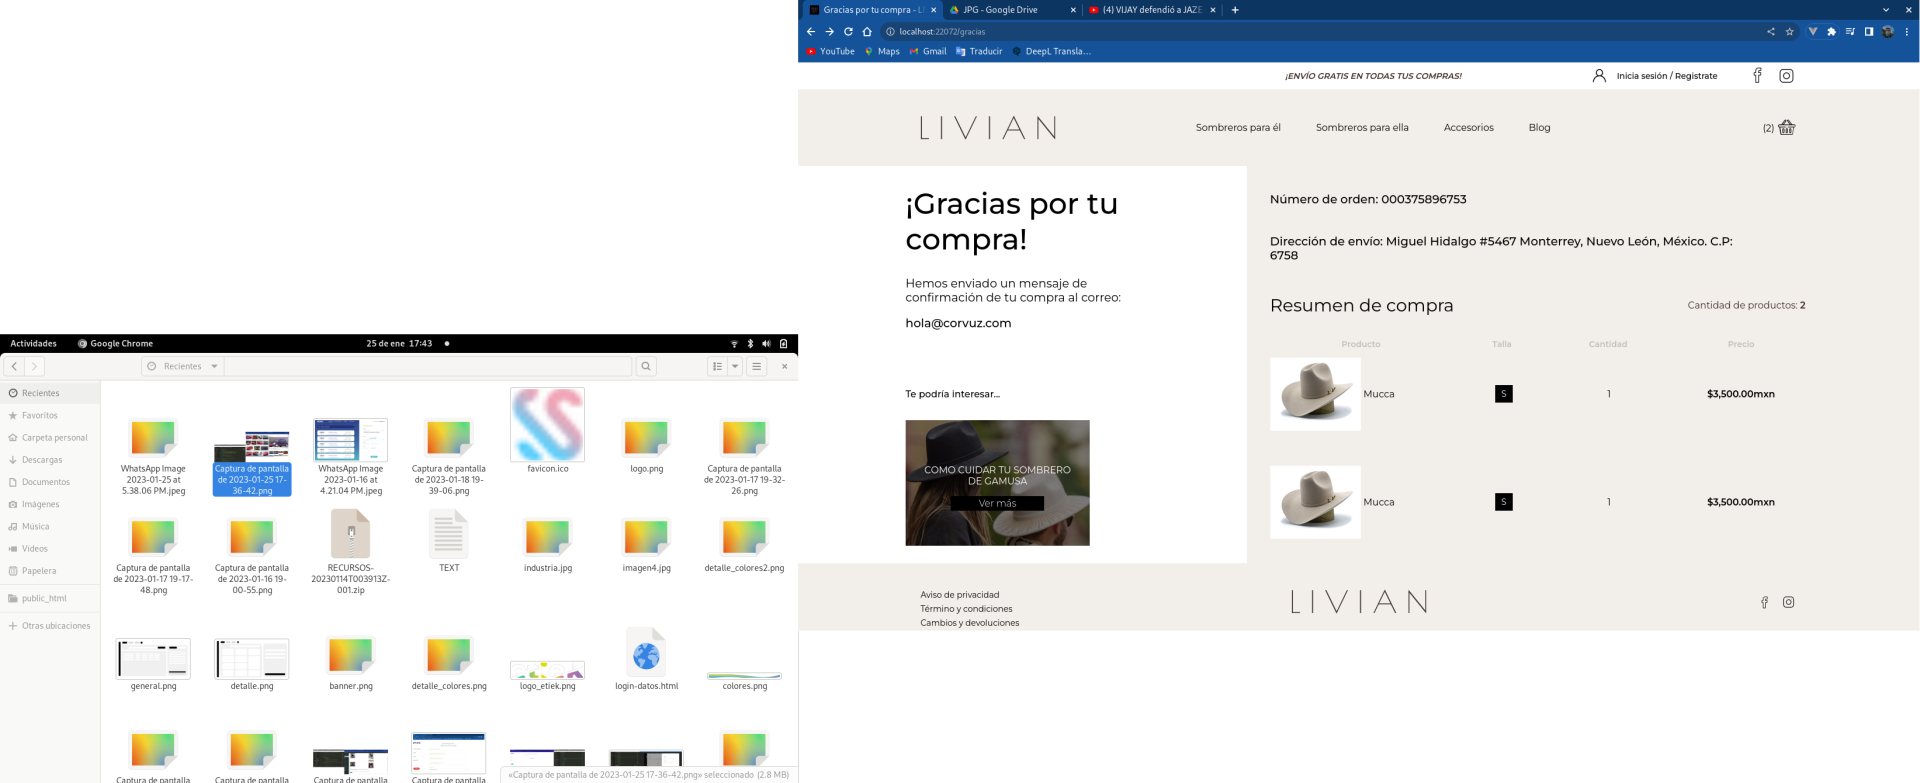 Actividades
Google Chrome
25 de ene 17:43
Recientes
Recientes
Favoritos
Carpeta personal
Descargas
Documentos
Imágenes
Música
Vídeos
Papelera
public_html
Otras ubicaciones
WhatsApp Image
2023-01-25 at
5.38.06 PM.jpeg
Captura de pantalla
de 2023-01-25 17-
36-42.png
WhatsApp Image
2023-01-16 at
4.21.04 PM.jpeg
Captura de pantalla
de 2023-01-18 19-
39-06.png
favicon.ico
logo.png
Captura de pantalla
de 2023-01-17 19-32-
26.png
Captura de pantalla
de 2023-01-17 19-17-
48.png
Captura de pantalla
de 2023-01-16 19-
00-55.png
RECURSOS-
20230114T003913Z-
001.zip
TEXT
industria.jpg
imagen4.jpg
detalle_colores2.png
general.png
detalle.png
banner.png
detalle_colores.png
logo_etiek.png
login-datos.html
colores.png
Captura de pantalla
Captura de pantalla
Captura de pantalla
Captura de pantalla
«Captura de pantalla de 2023-01-25 17-36-42.png» seleccionado (2.8 MB)
Gracias por tu compra - L
JPG - Google Drive
(4) VIJAY defendió a JAZE
localhost:22072/gracias
YouTube
Maps
Gmail
Traducir
DeepL Transla...
¡ENVÍO GRATIS EN TODAS TUS COMPRAS!
Inicia sesión / Registrate
LIVIAN
Sombreros para él
Sombreros para ella
Accesorios
Blog
(2)
¡Gracias por tu
compra!
Hemos enviado un mensaje de
confirmación de tu compra al correo:
hola@corvuz.com
Te podría interesar...
COMO CUIDAR TU SOMBRERO
DE GAMUSA
Ver más
Número de orden: 000375896753
Dirección de envío: Miguel Hidalgo #5467 Monterrey, Nuevo León, México. C.P:
6758
Resumen de compra
Cantidad de productos: 2
Producto Talla Cantidad Precio
Mucca S 1 $3,500.00mxn
Mucca S 1 $3,500.00mxn
Aviso de privacidad
Término y condiciones
Cambios y devoluciones
LIVIAN